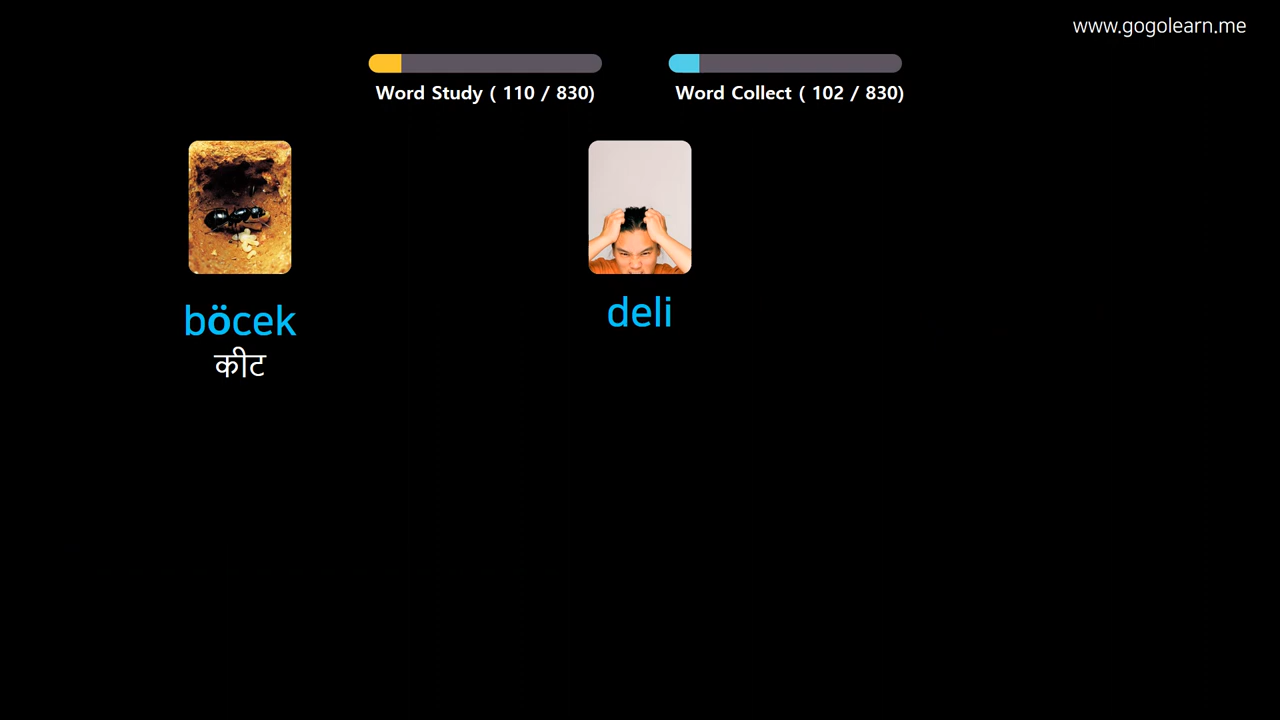 www.gogolearn.me
Word Study ( 110 / 830)
Word Collect ( 102 / 830)
böcek
कीट
deli